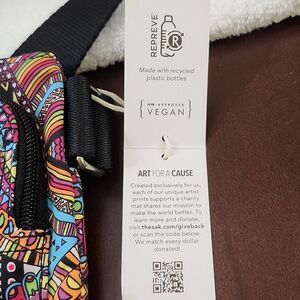 REPREVE
R
Made with recycled
plastic bottles
PETA-APPROVED
VEGAN
ART FOR A CAUSE
Created exclusively for us,
each of our unique artist
prints supports a charity
that shares our mission to
make the world better. To
learn more and donate,
visit thesak.com/giveback
or scan the code below.
We match every dollar
donated!